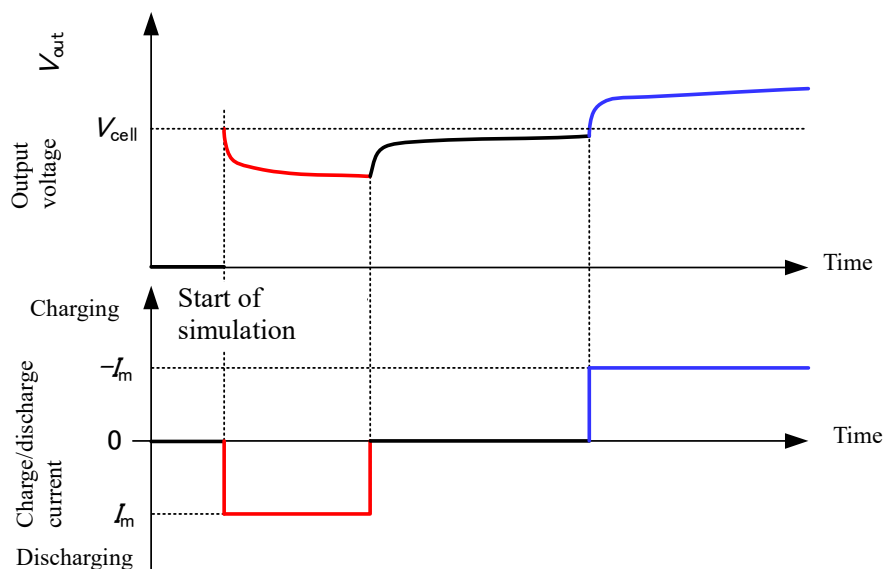 Vout
Vcell
Output
voltage
Time
Charging
Start of
simulation
−Im
0
Time
Charge/discharge
current
Im
Discharging